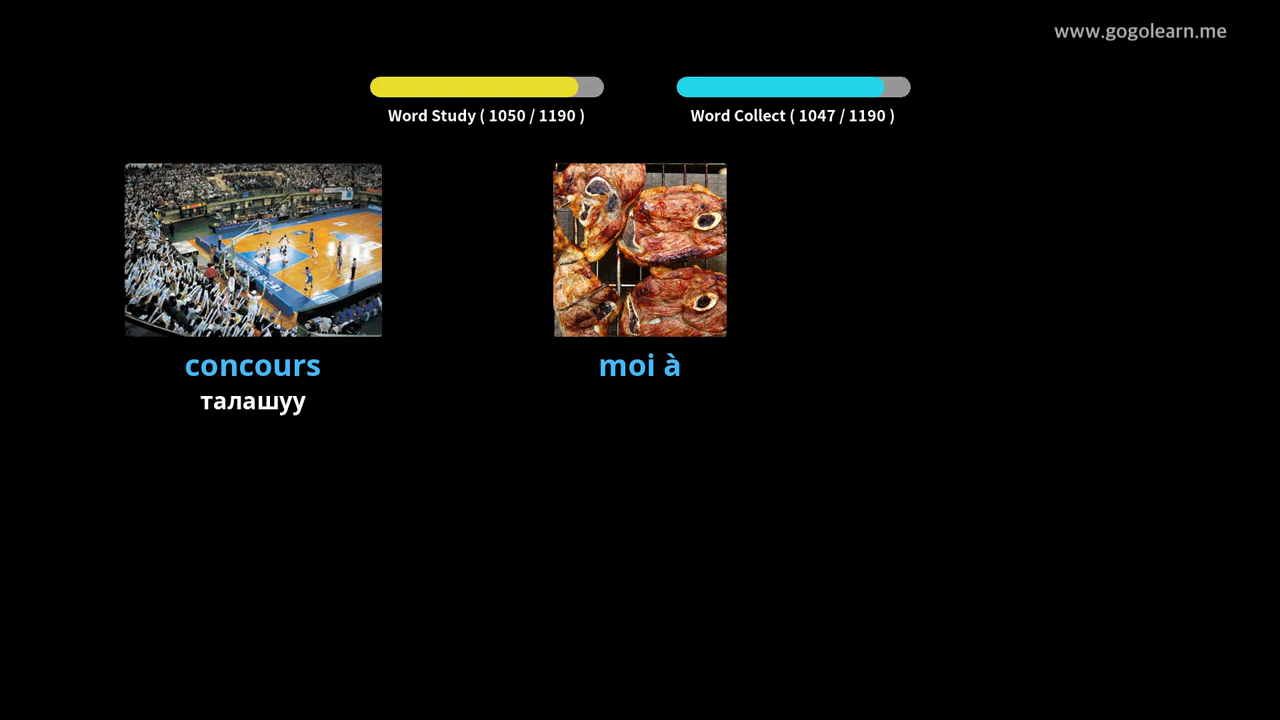 www.gogolearn.me
Word Study ( 1050 / 1190 )
Word Collect ( 1047 / 1190 )
concours
талашуу
moi à